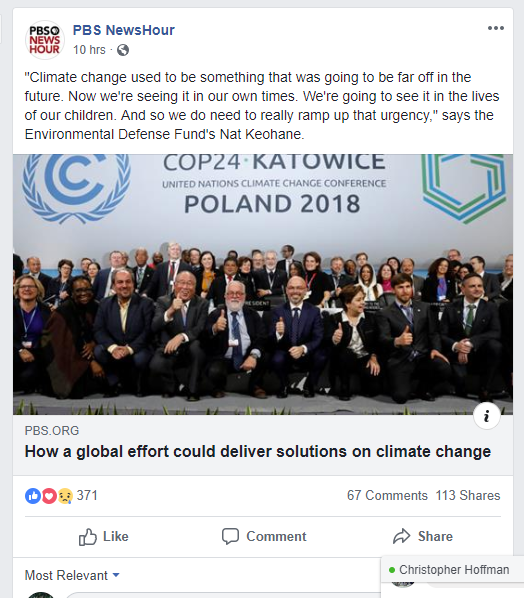 PBS
NEWS
HOUR
PBS NewsHour
10 hrs ·
"Climate change used to be something that was going to be far off in the
future. Now we're seeing it in our own times. We're going to see it in the lives
of our children. And so we do need to really ramp up that urgency," says the
Environmental Defense Fund's Nat Keohane.
COP24·KATOWICE
UNITED NATIONS CLIMATE CHANGE CONFERENCE
POLAND 2018
PRESIDENT
i
PBS.ORG
How a global effort could deliver solutions on climate change
371
67 Comments 113 Shares
Like Comment Share
Most Relevant
Christopher Hoffman